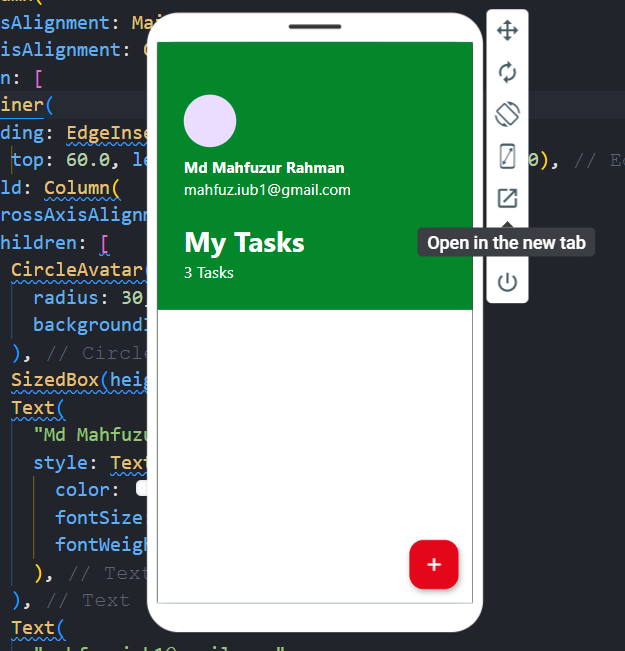 sAlignment: Mai
isAlignment: C
n: [
iner(
ding: EdgeInse
top: 60.0, le
0), // E
ld: Column(
rossAxisAlignm
hildren: [
CircleAvatar(
radius: 30,
backgroundI
), // Circle
SizedBox(heig
Text(
"Md Mahfuzu
style: Text
color:
fontSize
fontWeigh
), // Text
), // Text
Text(
Md Mahfuzur Rahman
mahfuz.iub1@gmail.com
My Tasks
3 Tasks
+
Open in the new tab